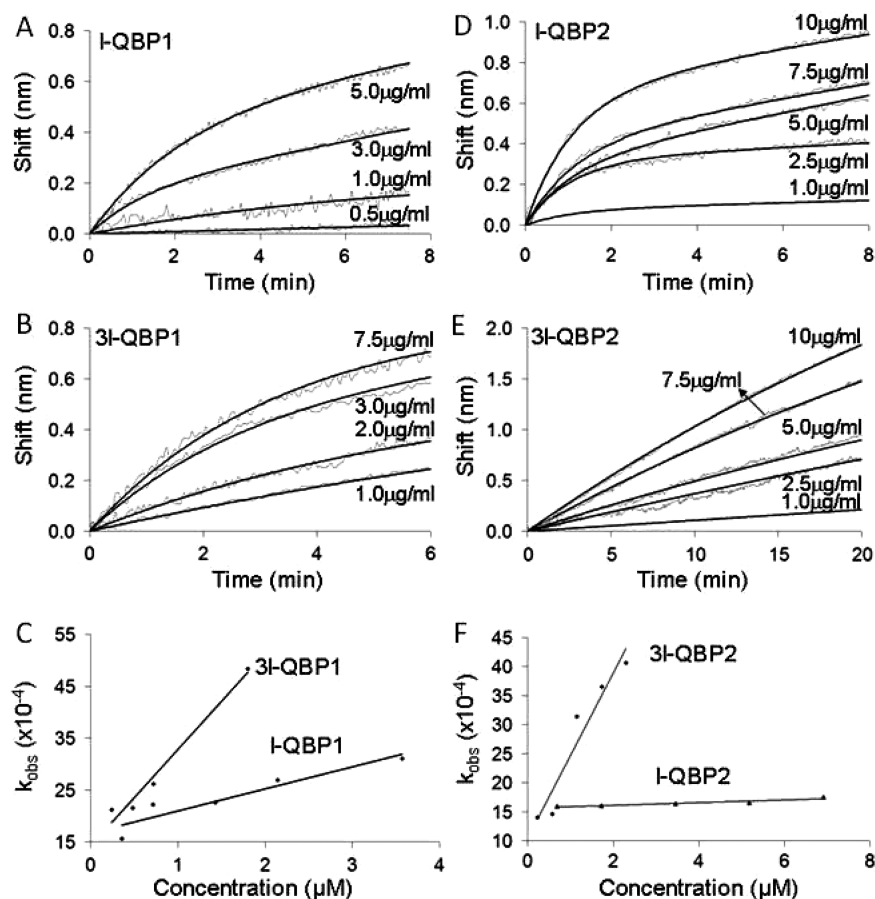 A
l-QBP1
Shift (nm)
0.8
0.6
0.4
0.2
0.0
5.0µg/ml
3.0µg/ml
1.0µg/ml
0.5µg/ml
0 2 4 6 8
Time (min)
D
l-QBP2
Shift (nm)
1.0
0.8
0.6
0.4
0.2
0.0
10µg/ml
7.5µg/ml
5.0µg/ml
2.5µg/ml
1.0µg/ml
0 2 4 6 8
Time (min)
B
3l-QBP1
Shift (nm)
0.8
0.6
0.4
0.2
0.0
7.5µg/ml
3.0µg/ml
2.0µg/ml
1.0µg/ml
0 2 4 6
Time (min)
E
3l-QBP2
Shift (nm)
2.0
1.5
1.0
0.5
0.0
10µg/ml
7.5µg/ml
5.0µg/ml
2.5µg/ml
1.0µg/ml
0 5 10 15 20
Time (min)
C
kobs (x10-4)
55
45
35
25
15
3l-QBP1
l-QBP1
0 1 2 3 4
Concentration (µM)
F
kobs (x10-4)
45
40
35
30
25
20
15
10
3l-QBP2
l-QBP2
0 2 4 6 8
Concentration (µM)